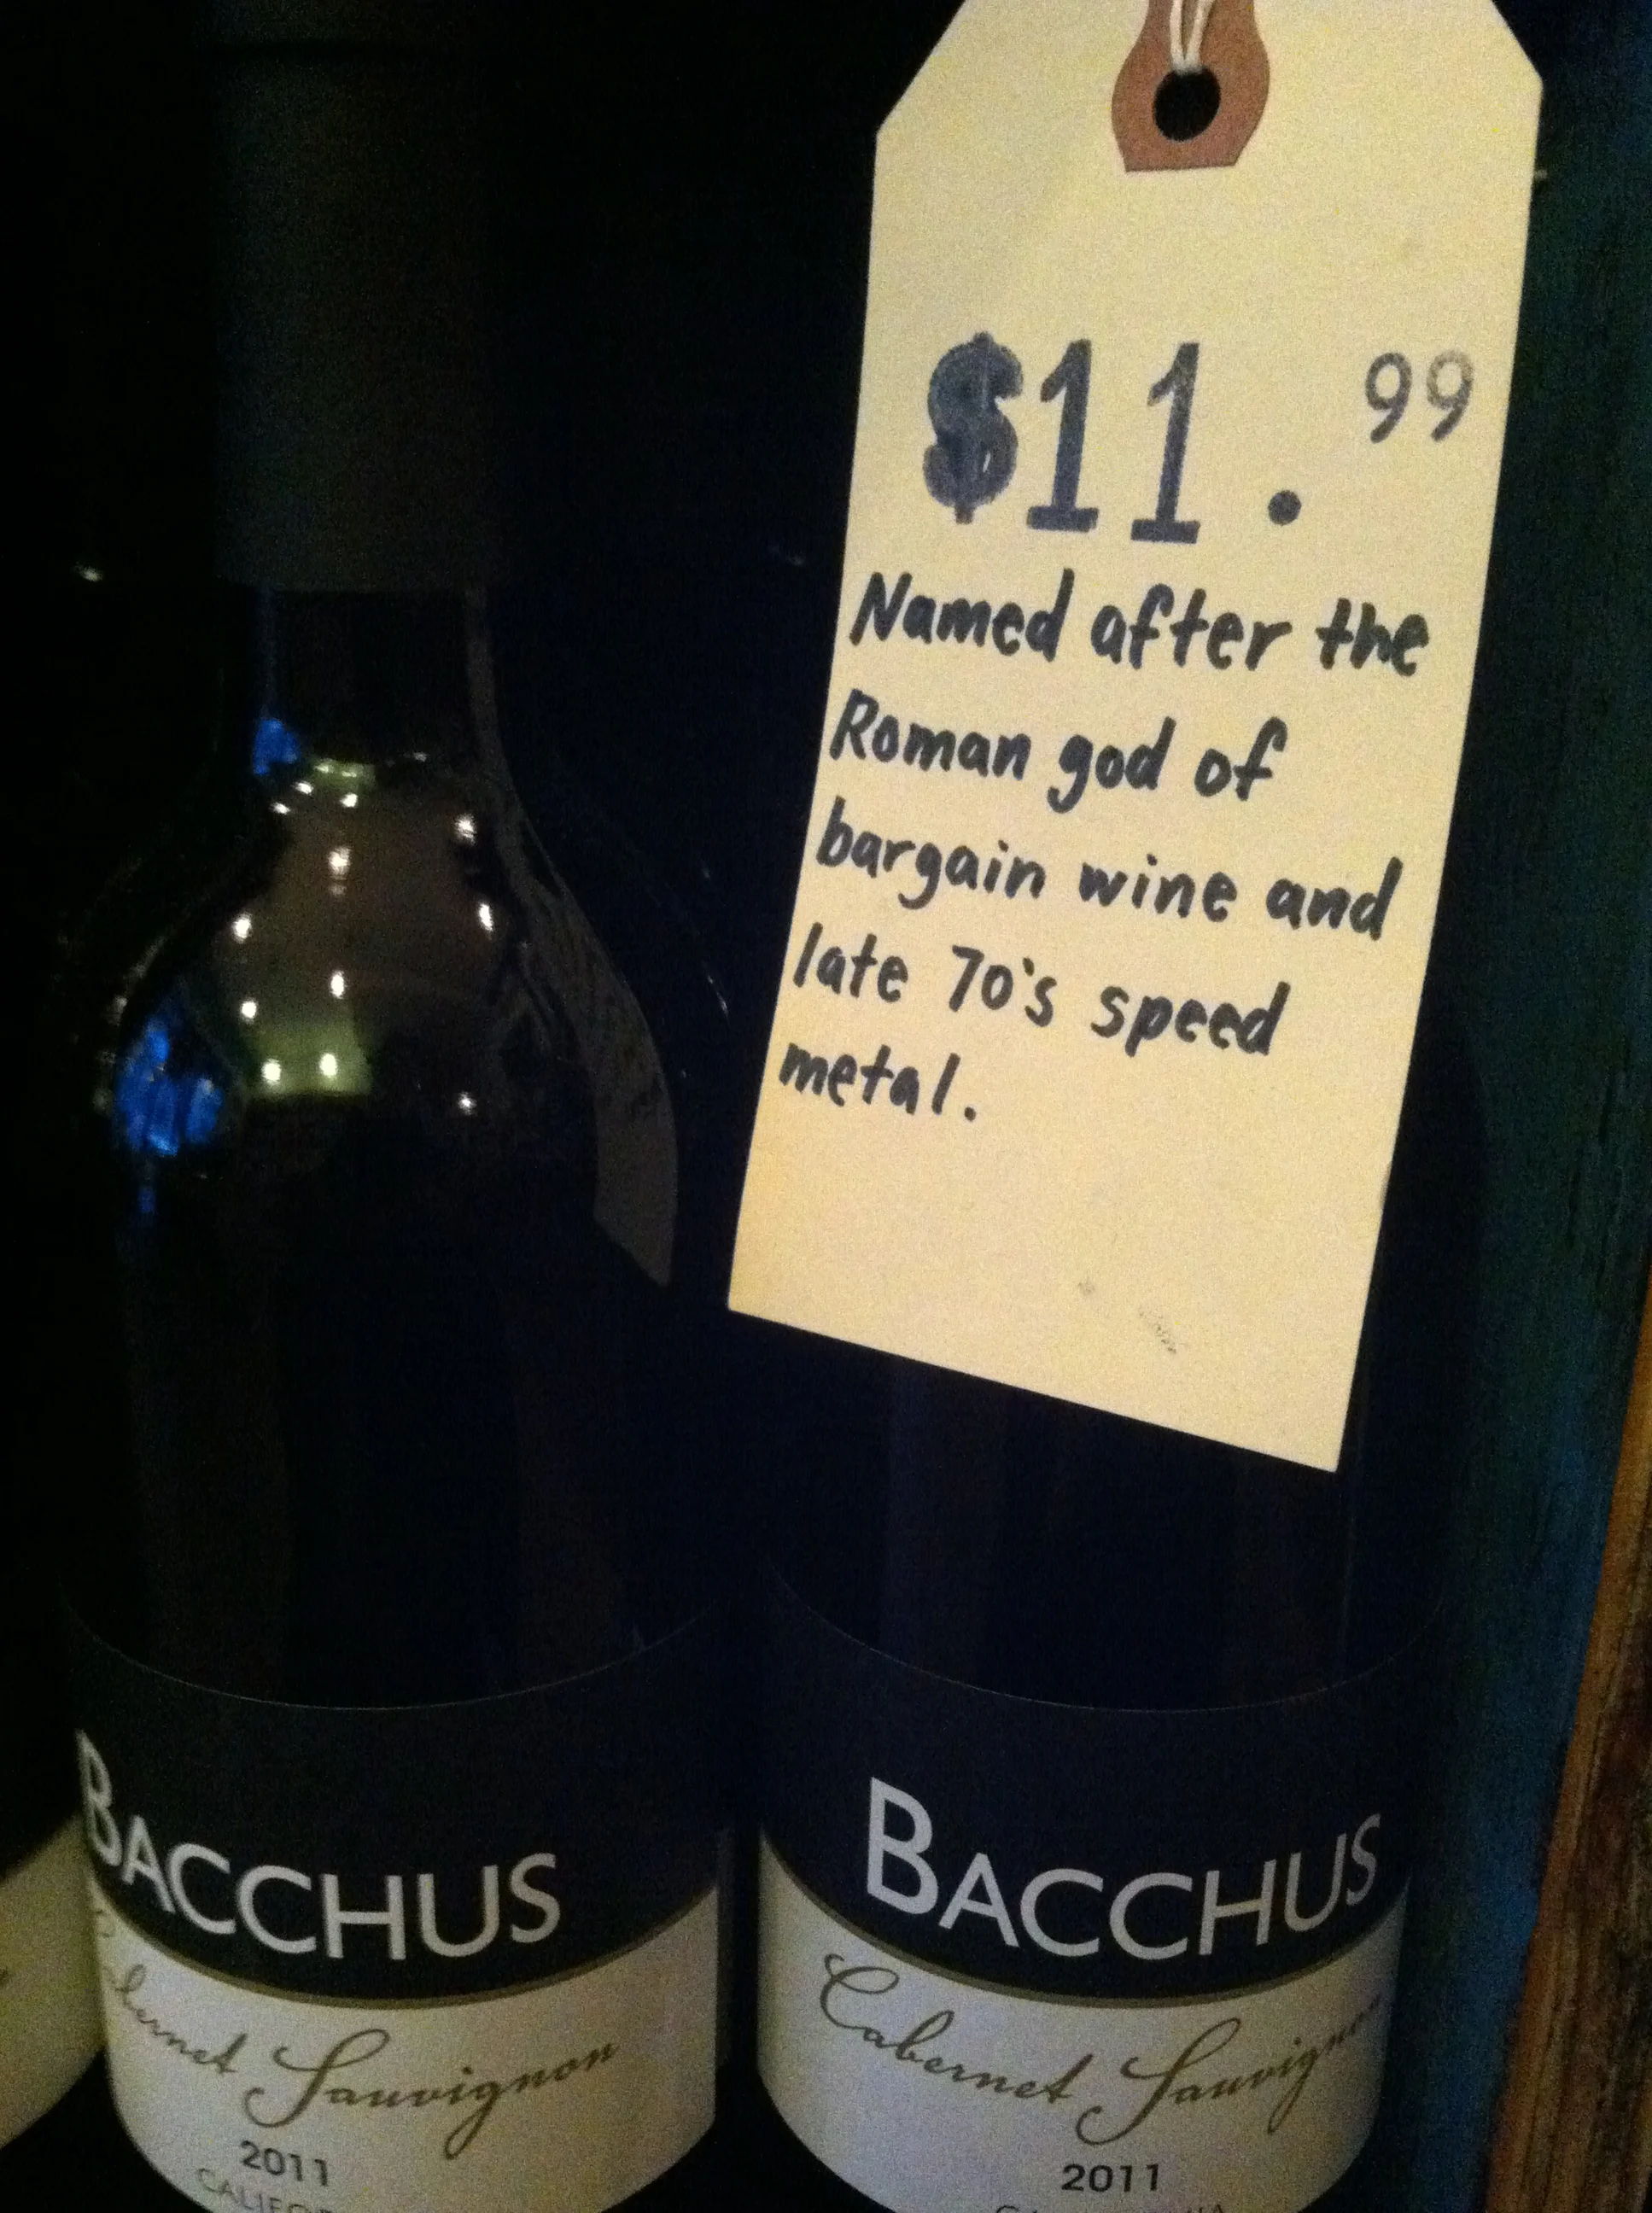 $11.99
Named after the
Roman god of
bargain wine and
late 70's speed
metal.
BACCHUS
Sauvignon
2011
BACCHUS
Cabernet Sauvignon
2011